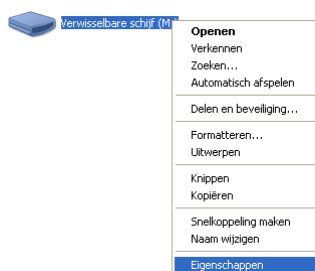 Verwisselbare schijf (M:
Openen
Verkennen
Zoeken...
Automatisch afspelen
Delen en beveiliging...
Formatteren...
Uitwerpen
Knippen
Kopiëren
Snelkoppeling maken
Naam wijzigen
Eigenschappen